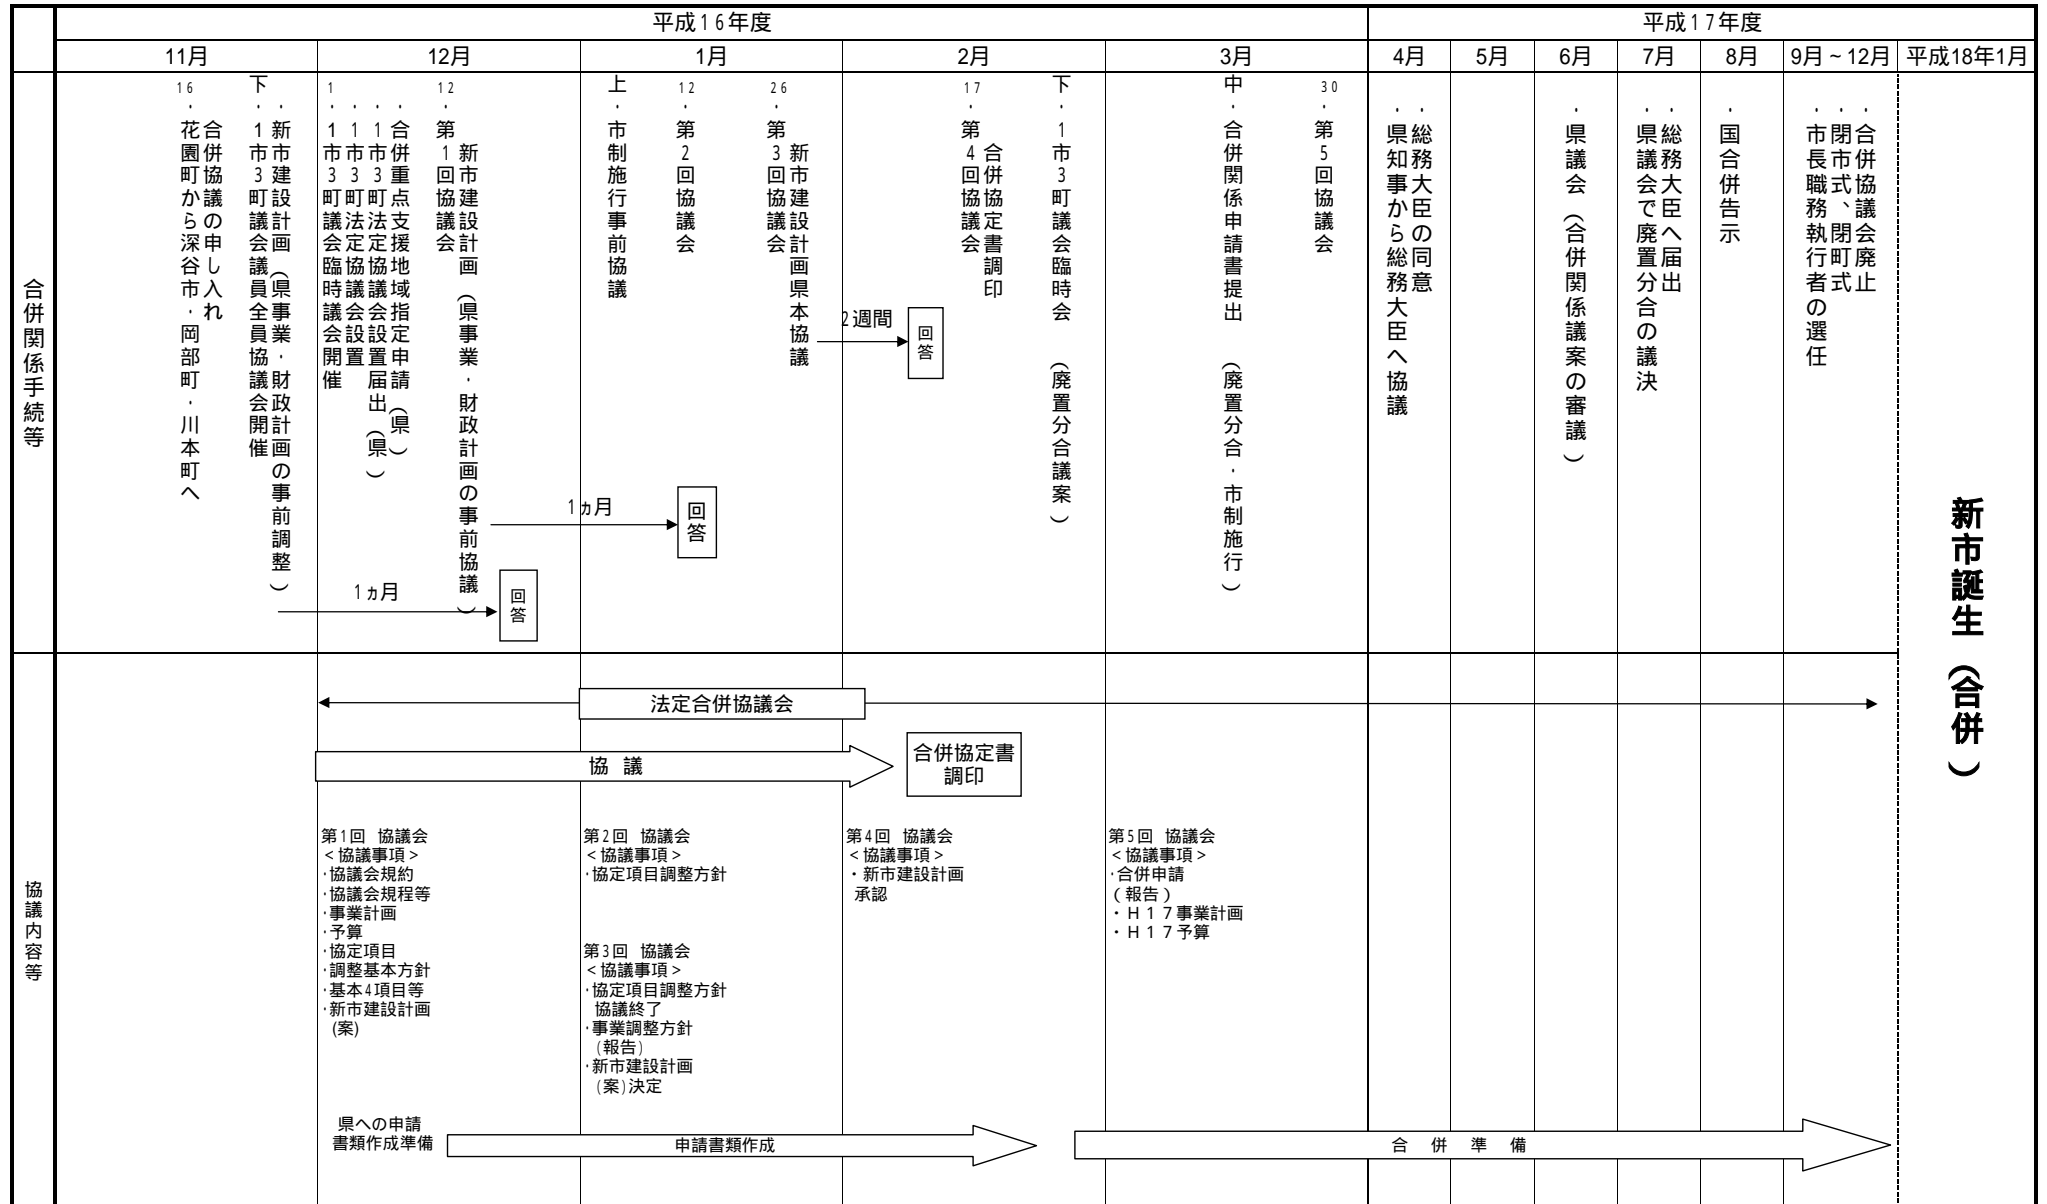 平成16年度
平成17年度
11月
12月
1月
2月
3月
4月
5月
6月
7月
8月
9月~12月
平成18年1月
合併関係手続等
16
・花園町から深谷市・岡部町・川本町へ
合併協議の申し入れ
下
・1市3町議会議員全員協議会開催
・新市建設計画(県事業・財政計画の事前調整)
1
・1市3町議会臨時議会開催
・1市3町法定協議会設置
・1市3町法定協議会設置届出(県)
・合併重点支援地域指定申請(県)
12
・第1回協議会
新市建設計画(県事業・財政計画の事前協議)
上
・市制施行事前協議
12
・第2回協議会
26
・第3回協議会
新市建設計画県本協議
17
・第4回協議会
合併協定書調印
下
・1市3町議会臨時会(廃置分合議案)
中
・合併関係申請書提出(廃置分合・市制施行)
30
・第5回協議会
・県知事から総務大臣へ協議
・総務大臣の同意
・県議会(合併関係議案の審議)
・県議会で廃置分合の議決
・総務大臣へ届出
・国合併告示
・市長職務執行者の選任
・閉市式、閉町式
・合併協議会廃止
2週間
回答
1ヵ月
回答
1ヵ月
回答
新市誕生(合併)
協議内容等
法定合併協議会
協 議
合併協定書
調印
第1回 協議会
<協議事項>
・協議会規約
・協議会規程等
・事業計画
・予算
・協定項目
・調整基本方針
・基本4項目等
・新市建設計画
(案)
第2回 協議会
<協議事項>
・協定項目調整方針
第3回 協議会
<協議事項>
・協定項目調整方針
協議終了
・事業調整方針
(報告)
・新市建設計画
(案)決定
第4回 協議会
<協議事項>
・新市建設計画
承認
第5回 協議会
<協議事項>
・合併申請
(報告)
・H17事業計画
・H17予算
県への申請
書類作成準備
申請書類作成
合 併 準 備